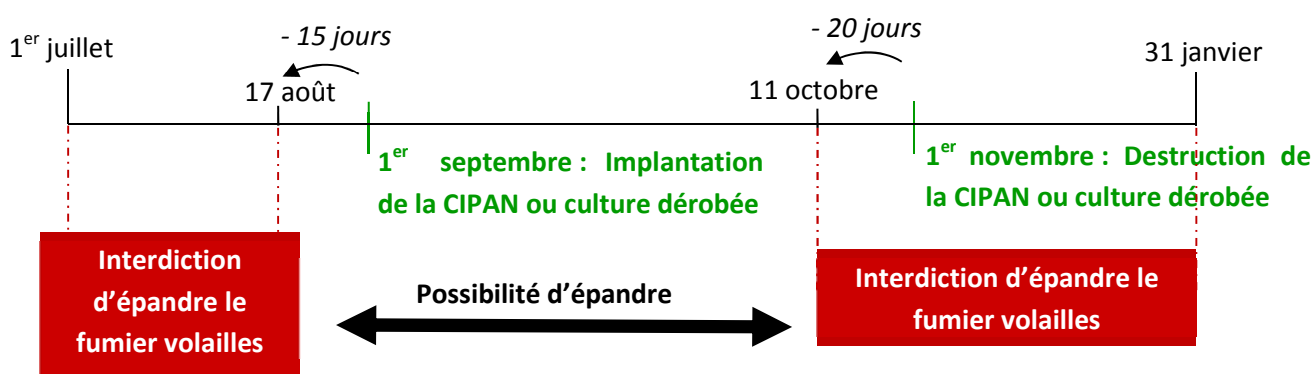 - 15 jours
- 20 jours
1er juillet
31 janvier
17 août
11 octobre
1er septembre : Implantation
de la CIPAN ou culture dérobée
1er novembre : Destruction de
la CIPAN ou culture dérobée
Interdiction
d'épandre le
fumier volailles
Possibilité d'épandre
Interdiction d'épandre le
fumier volailles